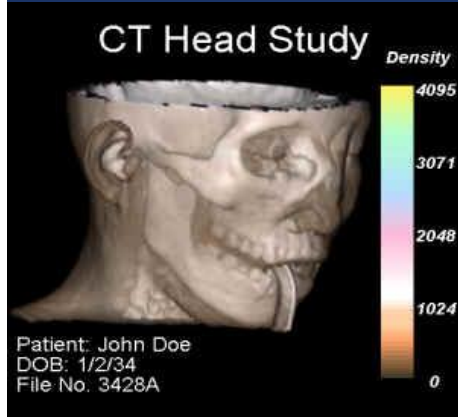 CT Head Study
Density
4095
3071
2048
1024
0
Patient: John Doe
DOB: 1/2/34
File No. 3428A